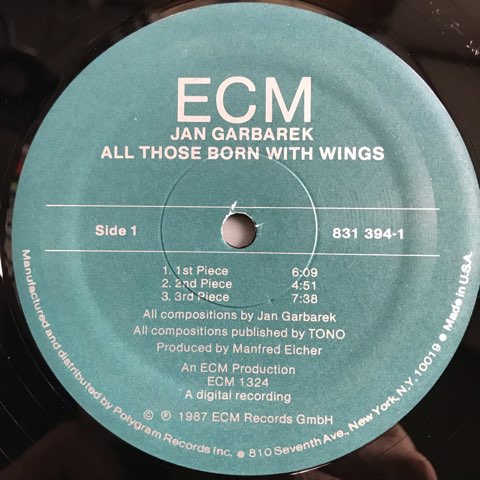 ECM
JAN GARBAREK
ALL THOSE BORN WITH WINGS
Side 1 831 394-1
1. 1st Piece 6:09
2. 2nd Piece 4:51
3. 3rd Piece 7:38
All compositions by Jan Garbarek
All compositions published by TONO
Produced by Manfred Eicher
An ECM Production
ECM 1324
A digital recording
© ℗ 1987 ECM Records GmbH
Manufactured and distributed by Polygram Records Inc. ● 810 Seventh Ave., New York, N.Y. 10019 ● Made in U.S.A.